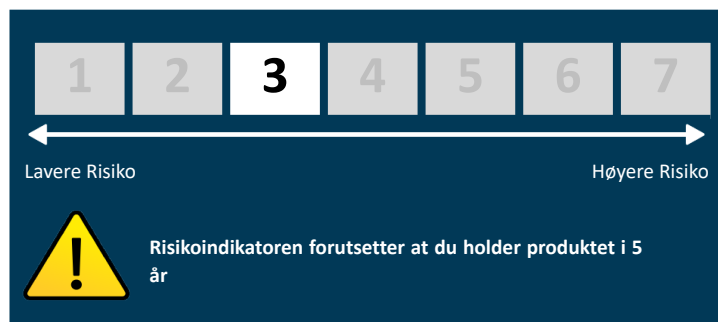 1 2 3 4 5 6 7
Lavere Risiko Høyere Risiko
!
Risikoindikatoren forutsetter at du holder produktet i 5
år